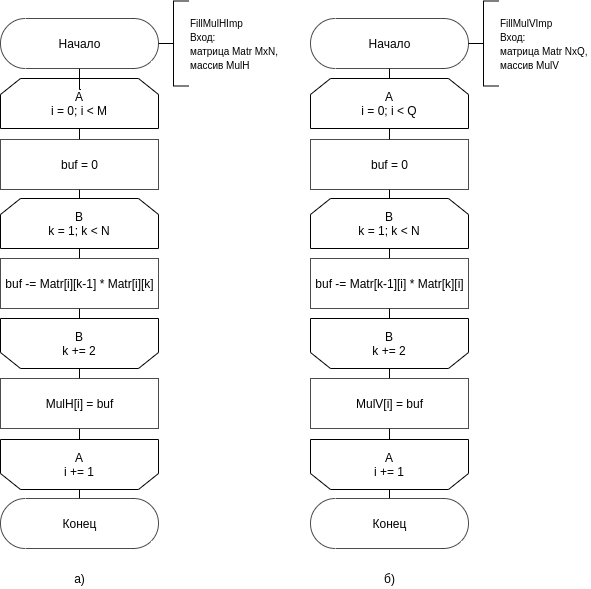 Начало
FillMulHImp
Вход:
матрица Matr MxN,
массив MulH
A
i = 0; i < M
buf = 0
B
k = 1; k < N
buf -= Matr[i][k-1] * Matr[i][k]
B
k += 2
MulH[i] = buf
A
i += 1
Конец
а)
Начало
FillMulVImp
Вход:
матрица Matr NxQ,
массив MulV
A
i = 0; i < Q
buf = 0
B
k = 1; k < N
buf -= Matr[k-1][i] * Matr[k][i]
B
k += 2
MulV[i] = buf
A
i += 1
Конец
б)